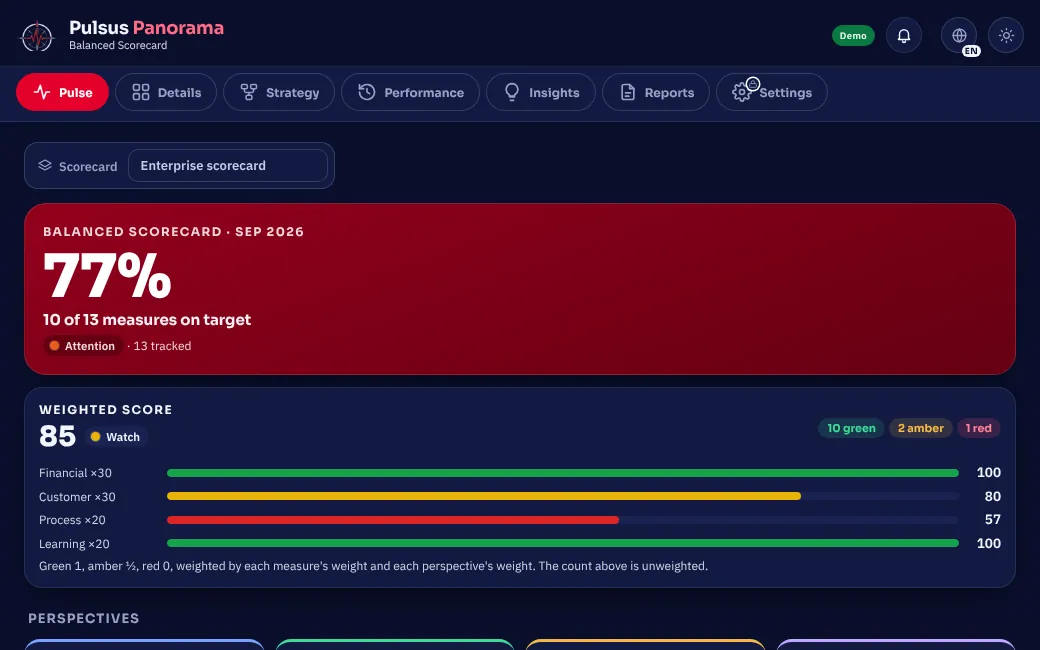 Pulsus Panorama
Balanced Scorecard
Demo
EN
Pulse
Details
Strategy
Performance
Insights
Reports
Settings
Scorecard
Enterprise scorecard
BALANCED SCORECARD · SEP 2026
77%
10 of 13 measures on target
Attention · 13 tracked
WEIGHTED SCORE
85 Watch
10 green 2 amber 1 red
Financial ×30 100
Customer ×30 80
Process ×20 57
Learning ×20 100
Green 1, amber ½, red 0, weighted by each measure's weight and each perspective's weight. The count above is unweighted.
PERSPECTIVES